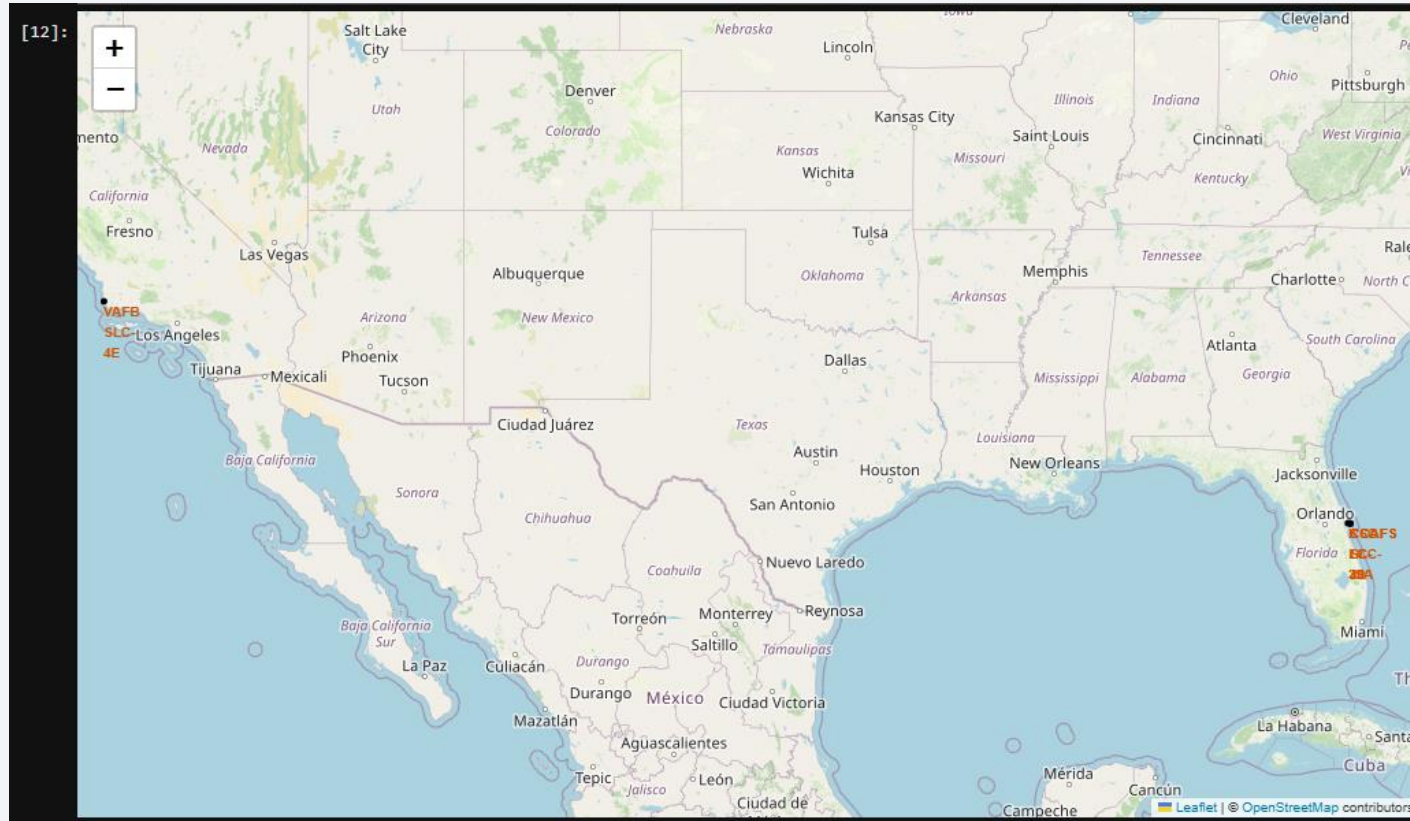 [12]:
+
−
Salt Lake
City
Nebraska
Iowa
Cleveland
Lincoln
Pittsburgh
Denver
Utah
Colorado
Illinois
Indiana
Ohio
Kansas City
mento
Nevada
Kansas
Missouri
Saint Louis
Cincinnati
West Virginia
Wichita
Kentucky
California
Fresno
Las Vegas
Tulsa
Albuquerque
Oklahoma
Memphis
Tennessee
Charlotte
North C
Arkansas
VAFB
SLC-
4E
Los Angeles
Arizona
New Mexico
Atlanta
South Carolina
Phoenix
Dallas
Tijuana
Mexicali
Tucson
Mississippi
Alabama
Georgia
Ciudad Juárez
Texas
Louisiana
Baja California
Austin
Houston
New Orleans
Jacksonville
Sonora
San Antonio
Chihuahua
Orlando
Florida
Nuevo Laredo
Coahuila
Torreón
Monterrey
Reynosa
Baja California
Sur
Saltillo
Tamaulipas
Miami
La Paz
Culiacán
Durango
Durango
México
Ciudad Victoria
Mazatlán
La Habana
Santa
Aguascalientes
Cuba
Tepic
León
Jalisco
Mérida
Cancún
Ciudad de
Campeche
Leaflet | © OpenStreetMap contributors